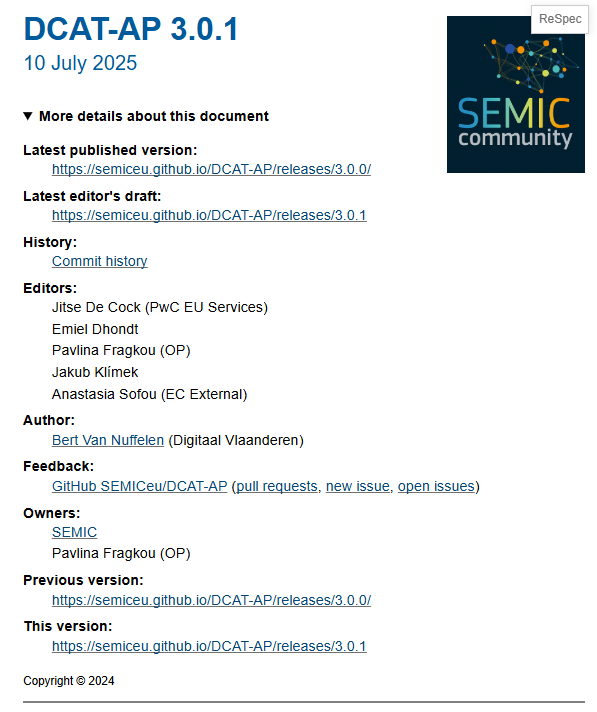 DCAT-AP 3.0.1
ReSpec
10 July 2025
SEMIC
community
▼ More details about this document
Latest published version:
https://semiceu.github.io/DCAT-AP/releases/3.0.0/
Latest editor's draft:
https://semiceu.github.io/DCAT-AP/releases/3.0.1
History:
Commit history
Editors:
Jitse De Cock (PwC EU Services)
Emiel Dhondt
Pavlina Fragkou (OP)
Jakub Klímek
Anastasia Sofou (EC External)
Author:
Bert Van Nuffelen (Digitaal Vlaanderen)
Feedback:
GitHub SEMICeu/DCAT-AP (pull requests, new issue, open issues)
Owners:
SEMIC
Pavlina Fragkou (OP)
Previous version:
https://semiceu.github.io/DCAT-AP/releases/3.0.0/
This version:
https://semiceu.github.io/DCAT-AP/releases/3.0.1
Copyright © 2024